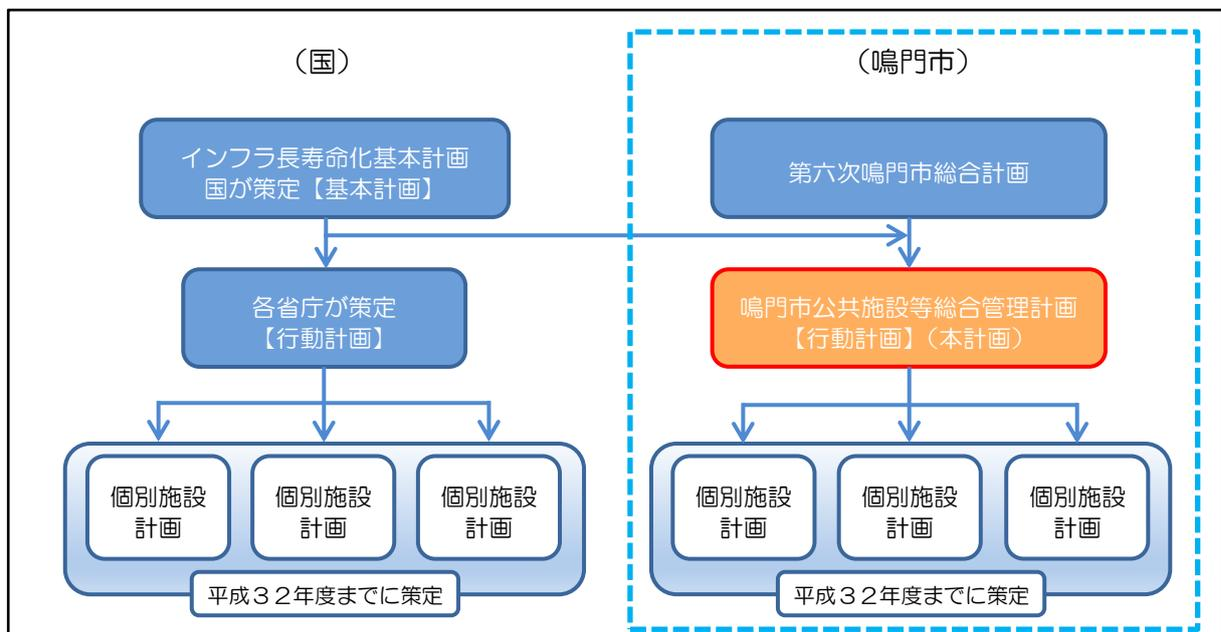 （国）
インフラ長寿命化基本計画
国が策定【基本計画】
各省庁が策定
【行動計画】
個別施設
計画
個別施設
計画
個別施設
計画
平成３２年度までに策定
（鳴門市）
第六次鳴門市総合計画
鳴門市公共施設等総合管理計画
【行動計画】（本計画）
個別施設
計画
個別施設
計画
個別施設
計画
平成３２年度までに策定